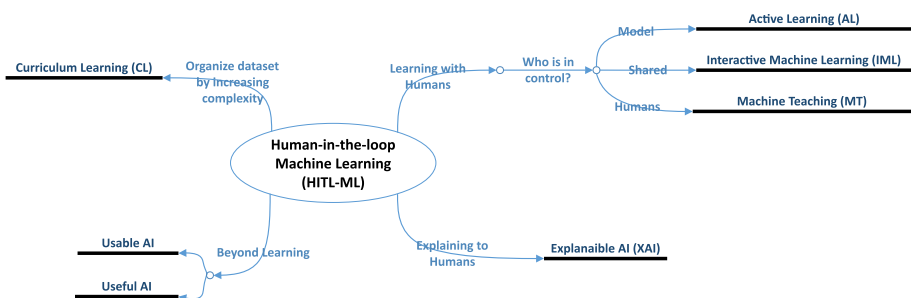 Active Learning (AL)
Model
Curriculum Learning (CL)
Organize dataset
by increasing
complexity
Learning with
Humans
Who is in
control?
Shared
Interactive Machine Learning (IML)
Humans
Machine Teaching (MT)
Human-in-the-loop
Machine Learning
(HITL-ML)
Usable AI
Beyond Learning
Useful AI
Explaining to
Humans
Explanaible AI (XAI)